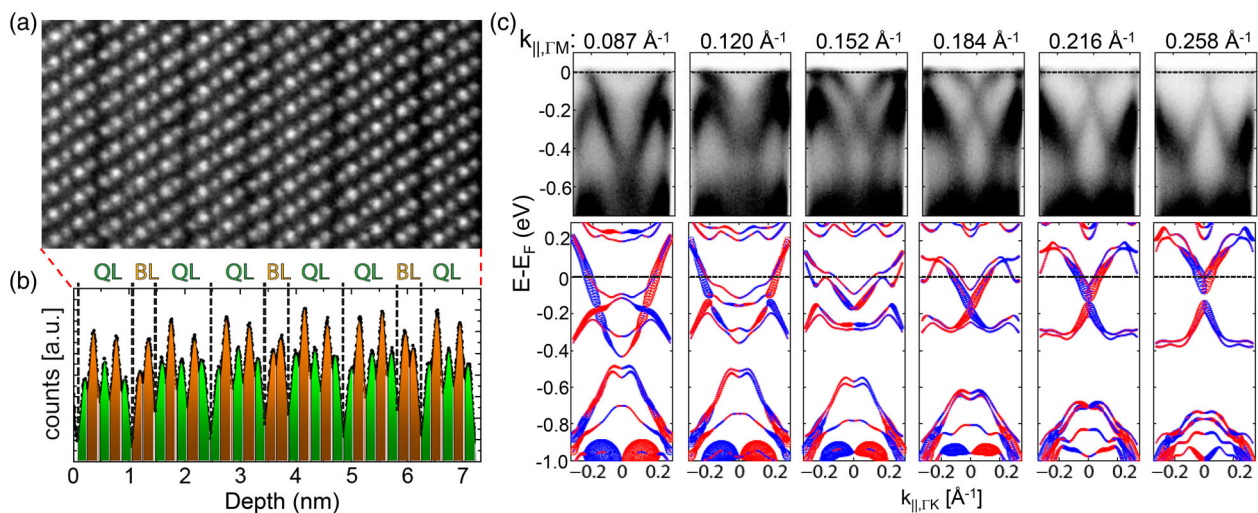 (a)
(b)
QL BL QL QL BL QL QL BL QL
counts [a.u.]
0 1 2 3 4 5 6 7
Depth (nm)
(c)
k||,ΓM: 0.087 Å-1 0.120 Å-1 0.152 Å-1 0.184 Å-1 0.216 Å-1 0.258 Å-1
0
-0.2
-0.4
-0.6
E-EF (eV)
0.2
0
-0.2
-0.4
-0.6
-0.8
-1.0
−0.2 0 0.2 −0.2 0 0.2 −0.2 0 0.2 −0.2 0 0.2 −0.2 0 0.2 −0.2 0 0.2
k||,ΓK [Å-1]